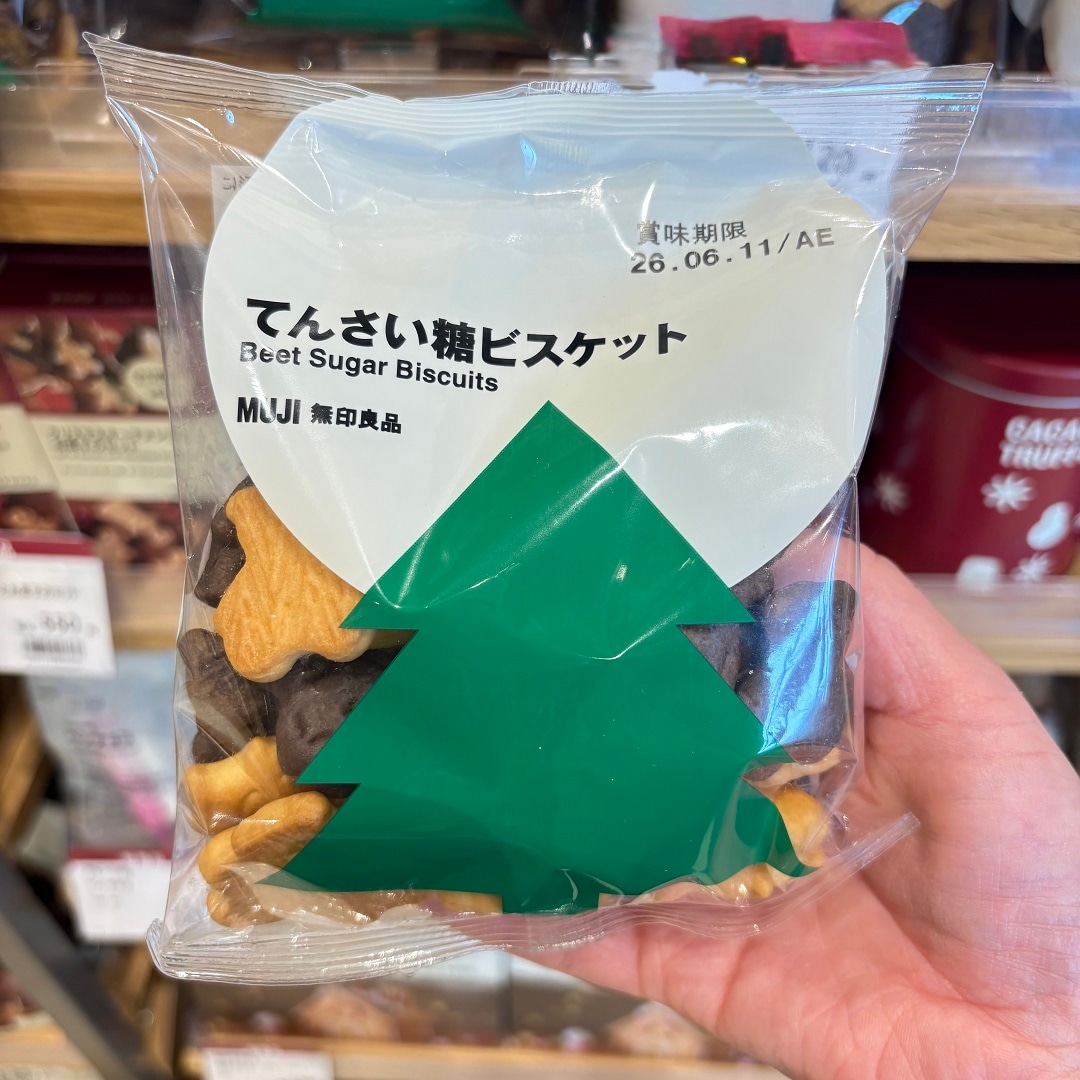 賞味期限
26.06.11/AE
てんさい糖ビスケット
Beet Sugar Biscuits
MUJI 無印良品
CACAO
TRUFF